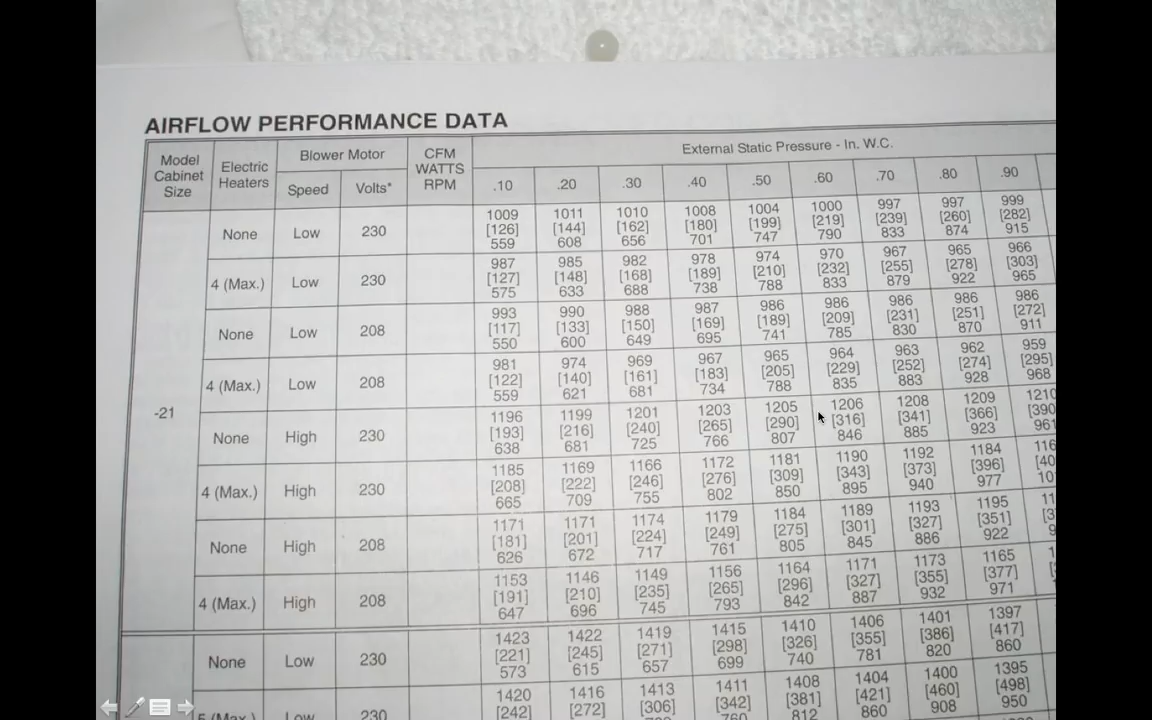 AIRFLOW PERFORMANCE DATA
Model Cabinet Size
Electric Heaters
Blower Motor
Speed
Volts*
CFM WATTS RPM
External Static Pressure - In. W.C.
.10 .20 .30 .40 .50 .60 .70 .80 .90
-21
None Low 230
1009 1011 1010 1008 1004 1000 997 997 999
[126] [144] [162] [180] [199] [219] [239] [260] [282]
559 608 656 701 747 790 833 874 915
4 (Max.) Low 230
987 985 982 978 974 970 967 965 966
[127] [148] [168] [189] [210] [232] [255] [278] [303]
575 633 688 738 788 833 879 922 965
None Low 208
993 990 988 987 986 986 986 986 986
[117] [133] [150] [169] [189] [209] [231] [251] [272]
550 600 649 695 741 785 830 870 911
4 (Max.) Low 208
981 974 969 967 965 964 963 962 959
[122] [140] [161] [183] [205] [229] [252] [274] [295]
559 621 681 734 788 835 883 928 968
None High 230
1196 1199 1201 1203 1205 1206 1208 1209 1210
[193] [216] [240] [265] [290] [316] [341] [366] [390
638 681 725 766 807 846 885 923 961
4 (Max.) High 230
1185 1169 1166 1172 1181 1190 1192 1184 116
[208] [222] [246] [276] [309] [343] [373] [396] [40
665 709 755 802 850 895 940 977 10
None High 208
1171 1171 1174 1179 1184 1189 1193 1195 11
[181] [201] [224] [249] [275] [301] [327] [351] [3
626 672 717 761 805 845 886 922 9
4 (Max.) High 208
1153 1146 1149 1156 1164 1171 1173 1165 1
[191] [210] [235] [265] [296] [327] [355] [377]
647 696 745 793 842 887 932 971
None Low 230
1423 1422 1419 1415 1410 1406 1401 1397
[221] [245] [271] [298] [326] [355] [386] [417]
573 615 657 699 740 781 820 860
Low 230
1420 1416 1413 1411 1408 1404 1400 1395
[242] [272] [306] [342] [381] [421] [460] [498]
812 860 908 950